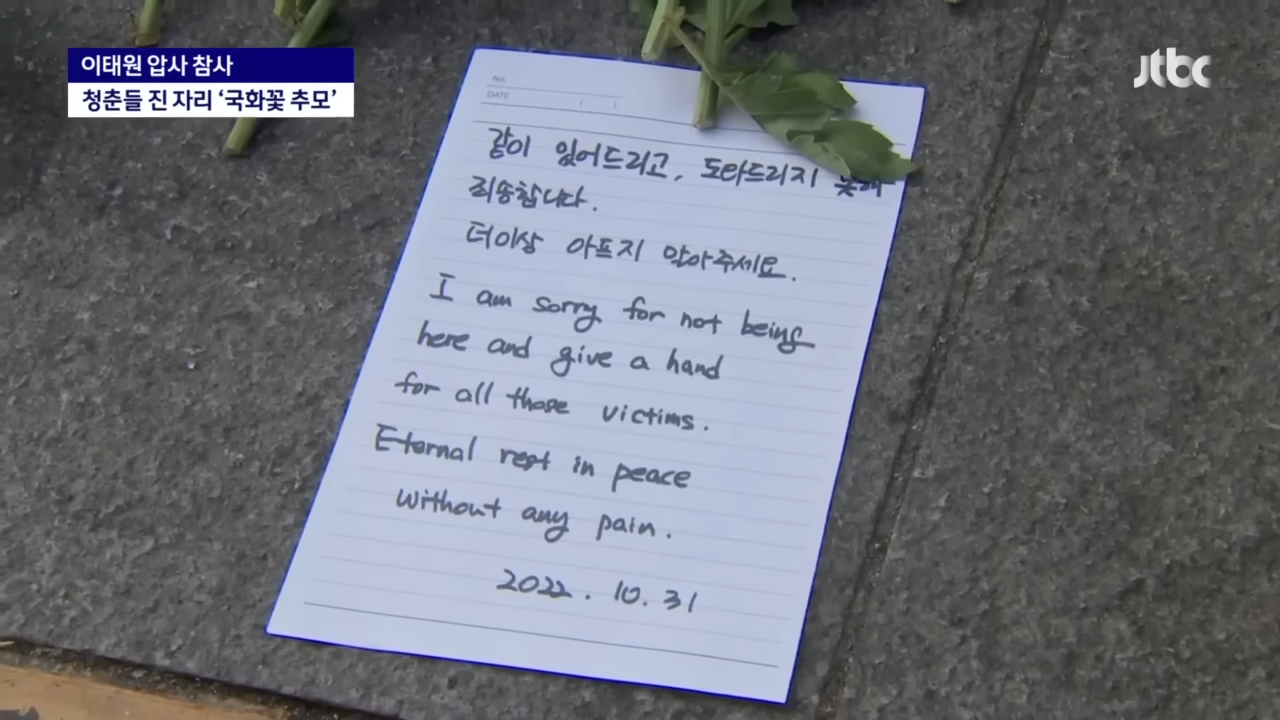 이태원 압사 참사
청춘들 진 자리 ‘국화꽃 추모’
jtbc
No.
DATE / /
같이 있어드리고, 도와드리지 못해
죄송합니다.
더이상 아프지 말아주세요.
I am sorry for not being
here and give a hand
for all those victims.
Eternal rest in peace
without any pain.
2022. 10. 31